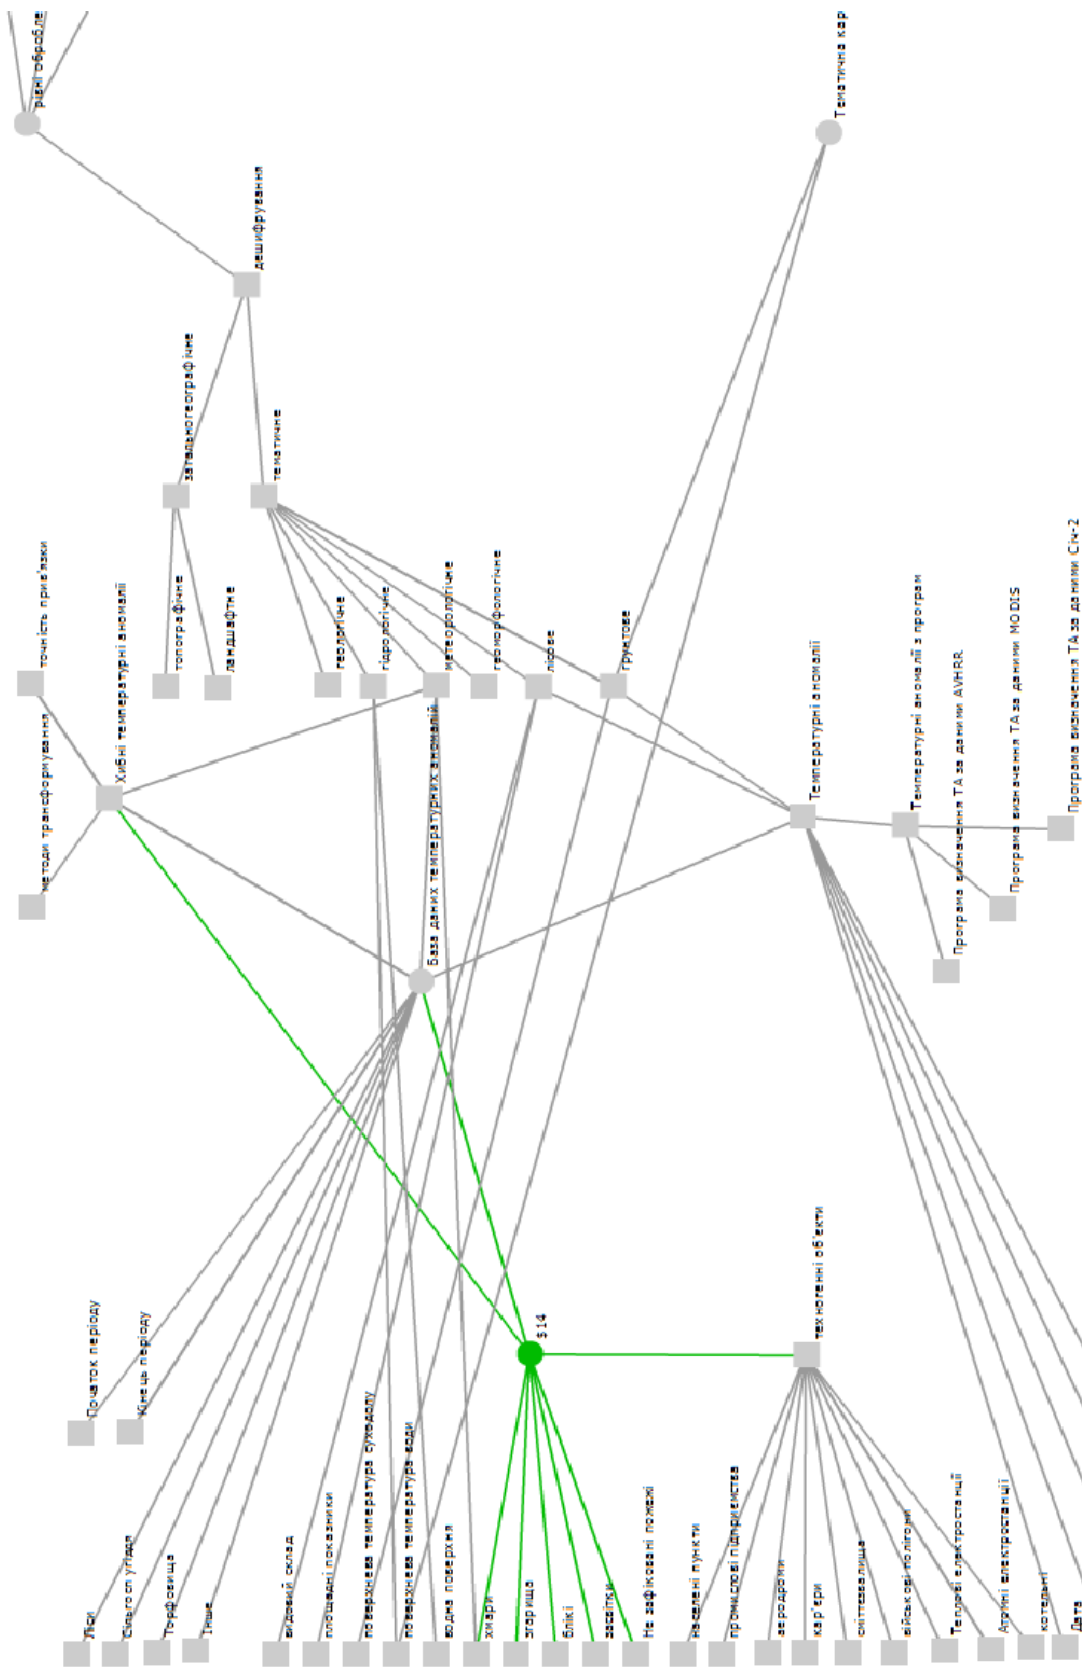 різні обробле
Тематична кар
дешифрування
загальногеографічне
тематичне
точність прив'язки
Хибні температурні аномалії
методи трансформування
топографічне
ландшафтне
геологічне
гідрологічне
метеорологічне
геоморфологічне
лісове
ґрунтове
База даних температурних аномалій
Температурні аномалії
Температурні аномалії з програм
Програма визначення ТА за даними AVHRR
Програма визначення ТА за даними MODIS
Програма визначення ТА за даними Січ-2
Початок періоду
Кінець періоду
$14
техногенні об'єкти
Ліси
Сільгосп угіддя
Торфовища
Інше
видовий склад
площадні показники
поверхнева температура суходолу
поверхнева температура води
водна поверхня
хмари
згарища
бліки
засвітки
Не зафіковані пожежі
населені пункти
промислові підприємства
аеродроми
кар'єри
сміттєзвалища
військові полігони
Теплові електростанції
Атомні електростанції
котельні
Дата